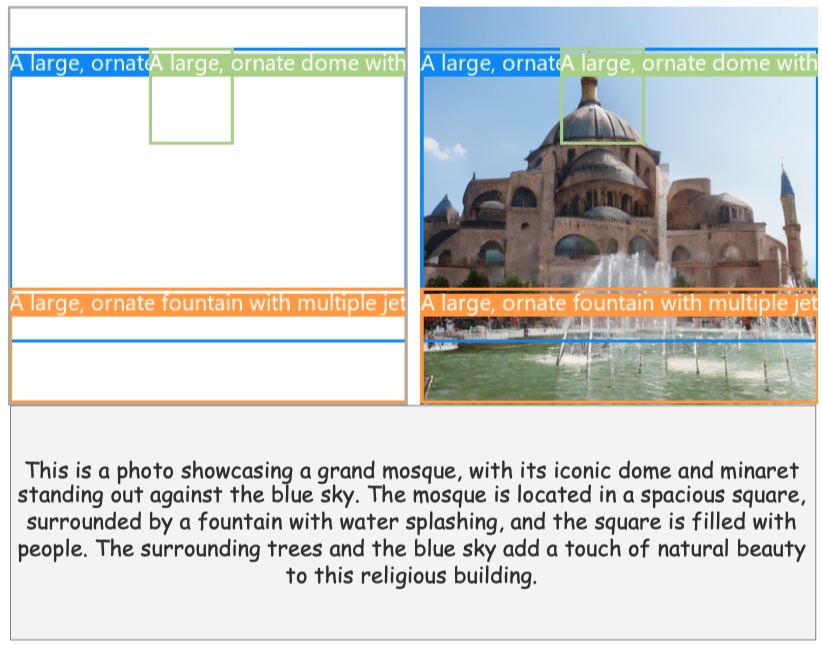 A large, ornate
A large, ornate dome with
A large, ornate
A large, ornate dome with
A large, ornate fountain with multiple jet
A large, ornate fountain with multiple jet
This is a photo showcasing a grand mosque, with its iconic dome and minaret
standing out against the blue sky. The mosque is located in a spacious square,
surrounded by a fountain with water splashing, and the square is filled with
people. The surrounding trees and the blue sky add a touch of natural beauty
to this religious building.